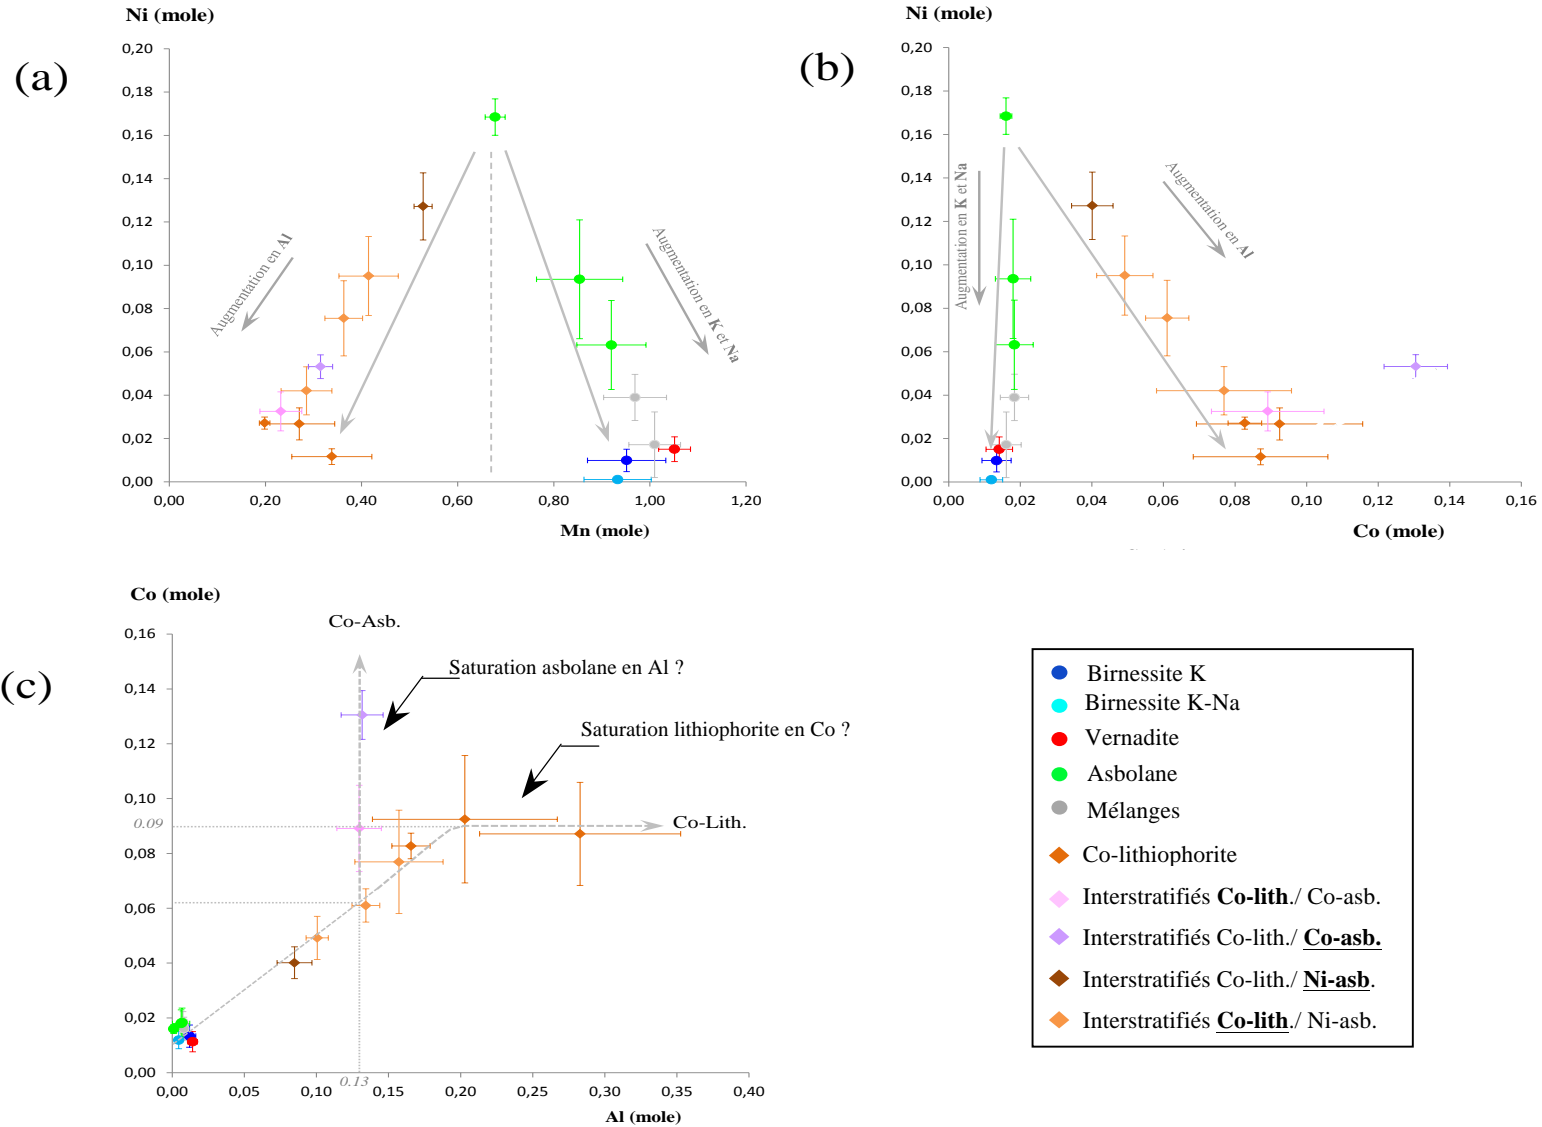 Ni (mole)
(a)
0,20
0,18
0,16
0,14
0,12
0,10
0,08
0,06
0,04
0,02
0,00
0,00 0,20 0,40 0,60 0,80 1,00 1,20
Mn (mole)
Augmentation en Al
Augmentation en K et Na
Ni (mole)
(b)
0,20
0,18
0,16
0,14
0,12
0,10
0,08
0,06
0,04
0,02
0,00
0,00 0,02 0,04 0,06 0,08 0,10 0,12 0,14 0,16
Co (mole)
Augmentation en K et Na
Augmentation en Al
Co (mole)
(c)
Co-Asb.
0,16
0,14
0,12
0,10
0.09
0,08
0,06
0,04
0,02
0,00
Saturation asbolane en Al ?
Saturation lithiophorite en Co ?
Co-Lith.
0.13
0,00 0,05 0,10 0,15 0,20 0,25 0,30 0,35 0,40
Al (mole)
Birnessite K
Birnessite K-Na
Vernadite
Asbolane
Mélanges
Co-lithiophorite
Interstratifiés Co-lith./ Co-asb.
Interstratifiés Co-lith./ Co-asb.
Interstratifiés Co-lith./ Ni-asb.
Interstratifiés Co-lith./ Ni-asb.